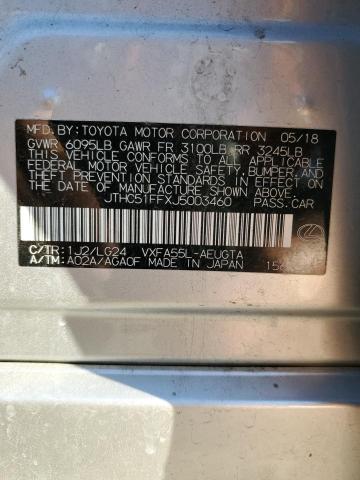 MFD. BY: TOYOTA MOTOR CORPORATION 05/18
GVWR 6095LB GAWR FR 3100LB RR 3245LB
THIS VEHICLE CONFORMS TO ALL APPLICABLE
FEDERAL MOTOR VEHICLE SAFETY, BUMPER, AND
THEFT PREVENTION STANDARDS IN EFFECT ON
THE DATE OF MANUFACTURE SHOWN ABOVE.
JTHC51FFXJ5003460 PASS.CAR
C/TR: 1J2/LG24 VXFA55L-AEUGTA
A/TM: A02A/AGA0F MADE IN JAPAN